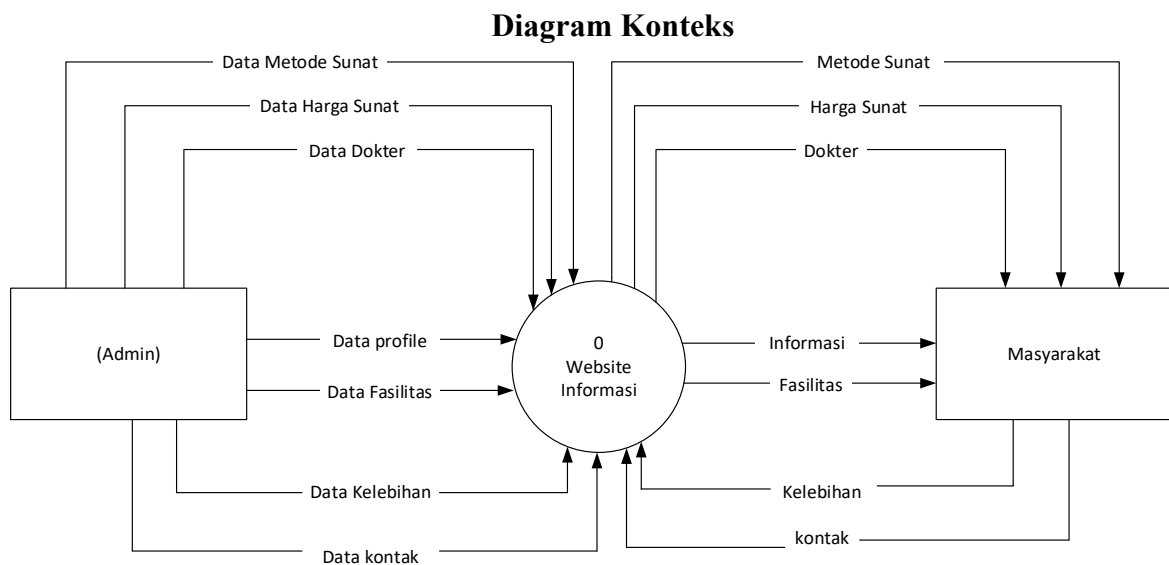 Diagram Konteks
Data Metode Sunat
Metode Sunat
Data Harga Sunat
Harga Sunat
Data Dokter
Dokter
(Admin)
Data profile
Data Fasilitas
0
Website
Informasi
Informasi
Fasilitas
Masyarakat
Data Kelebihan
Kelebihan
Data kontak
kontak